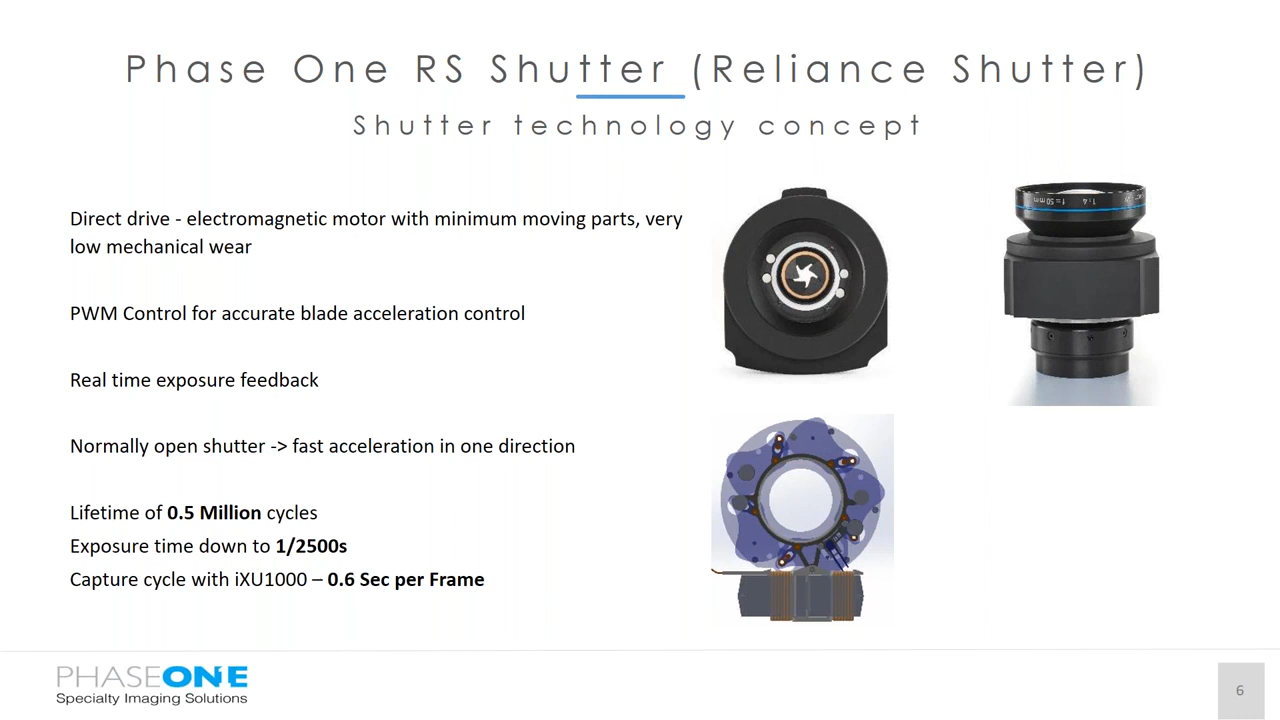 Phase One RS Shutter (Reliance Shutter)
Shutter technology concept
Direct drive - electromagnetic motor with minimum moving parts, very
low mechanical wear
PWM Control for accurate blade acceleration control
Real time exposure feedback
Normally open shutter -> fast acceleration in one direction
Lifetime of 0.5 Million cycles
Exposure time down to 1/2500s
Capture cycle with iXU1000 – 0.6 Sec per Frame
f=50mm 1:4
PHASEONE
Specialty Imaging Solutions
6